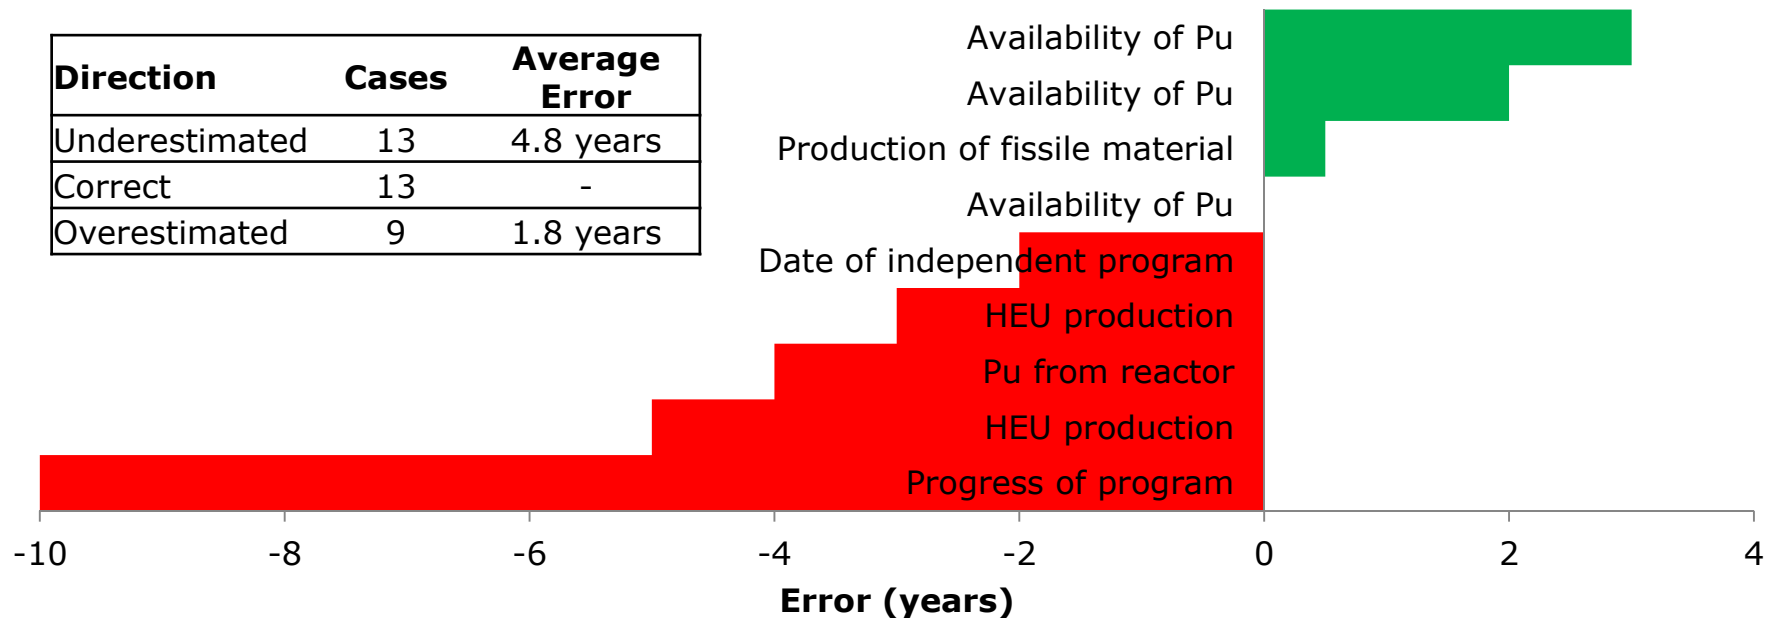 Direction Cases Average Error
Underestimated 13 4.8 years
Correct 13 -
Overestimated 9 1.8 years
Availability of Pu
Availability of Pu
Production of fissile material
Availability of Pu
Date of independent program
HEU production
Pu from reactor
HEU production
Progress of program
-10 -8 -6 -4 -2 0 2 4
Error (years)